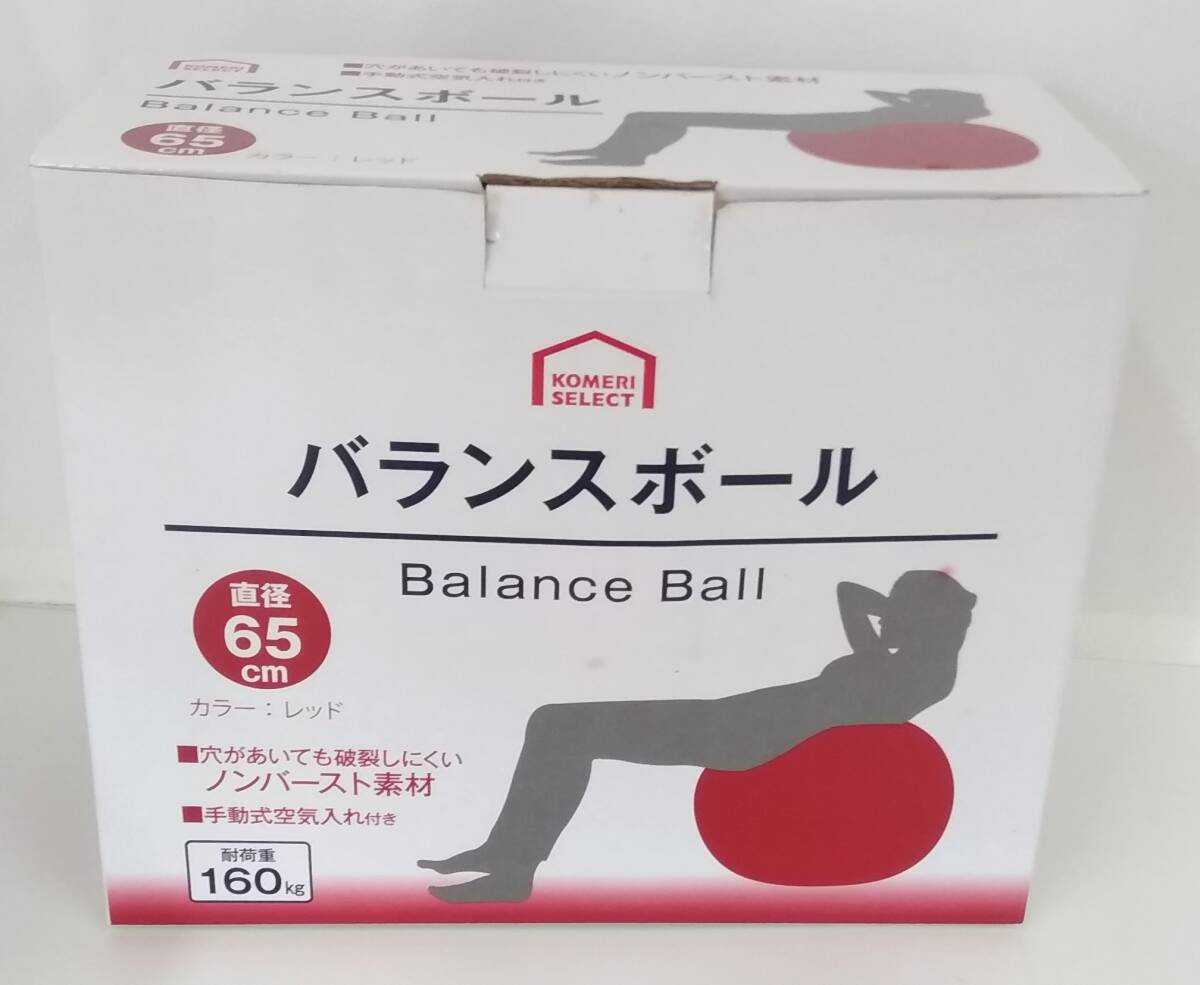 KOMERI
SELECT
■穴があいても破裂しにくいノンバースト素材
■手動式空気入れ付き
バランスボール
Balance Ball
直径
65
cm
カラー：レッド
KOMERI
SELECT
バランスボール
Balance Ball
直径
65
cm
カラー：レッド
■穴があいても破裂しにくい
ノンバースト素材
■手動式空気入れ付き
耐荷重
160kg